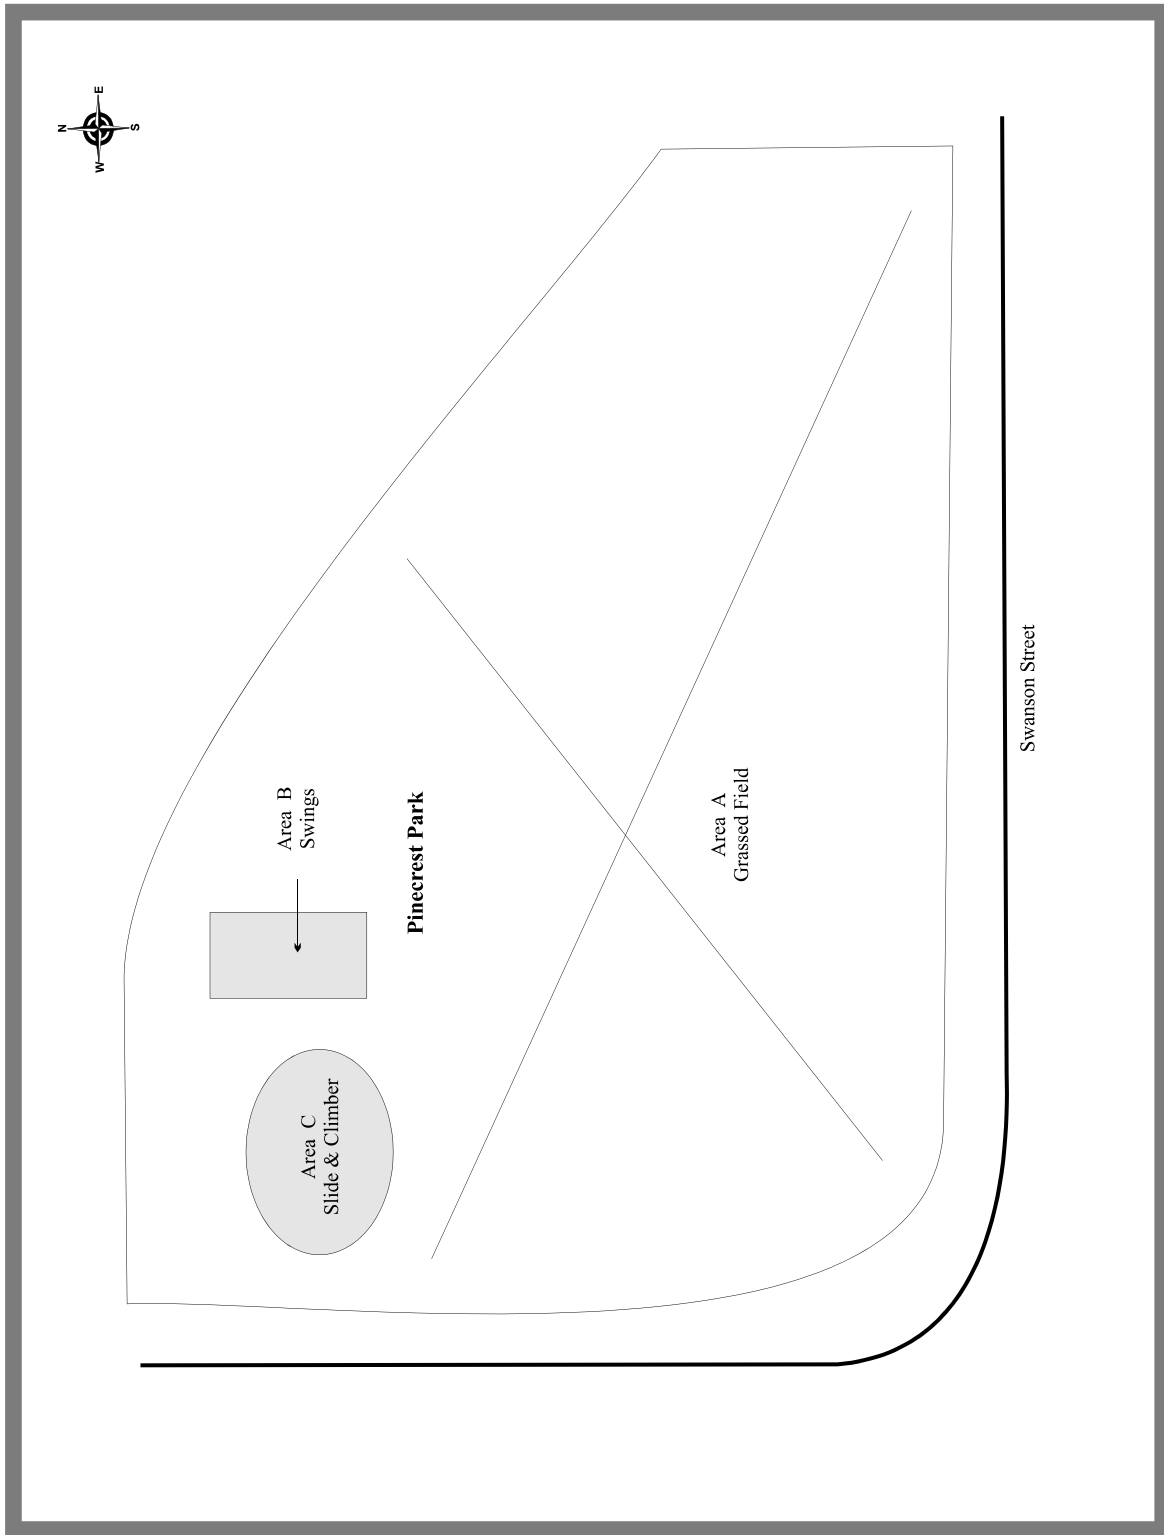 N
E
S
W
Area B
Swings
Pinecrest Park
Area C
Slide & Climber
Area A
Grassed Field
Swanson Street